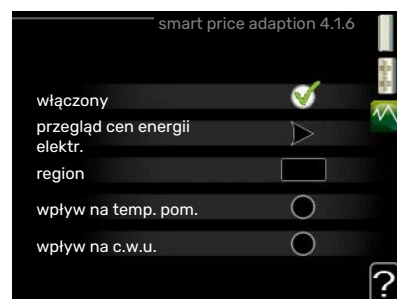 smart price adaption 4.1.6
włączony
przegląd cen energii
elektr.
region
wpływ na temp. pom.
wpływ na c.w.u.
?